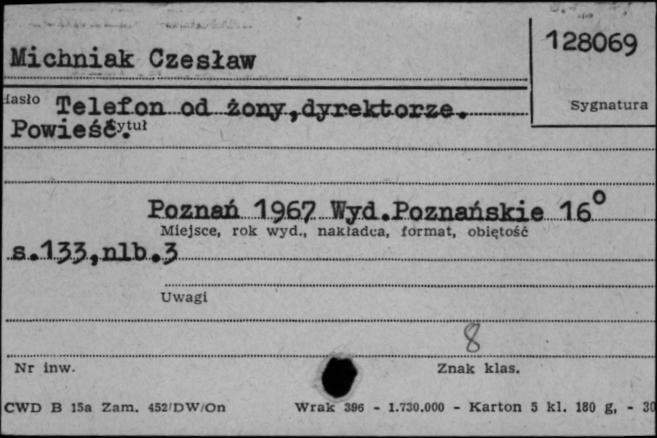 128069
Michniak Czesław
Hasło Telefon od żony,dyrektorze.
Sygnatura
Powieść.
tytuł
Poznań 1967 Wyd.Poznańskie 16°
Miejsce, rok wyd., nakładca, format, objętość
s.133,nlb.3
Uwagi
8
Nr inw.
Znak klas.
CWD B 15a Zam. 452/DW/On Wrak 396 - 1.730.000 - Karton 5 kl. 180 g, - 30